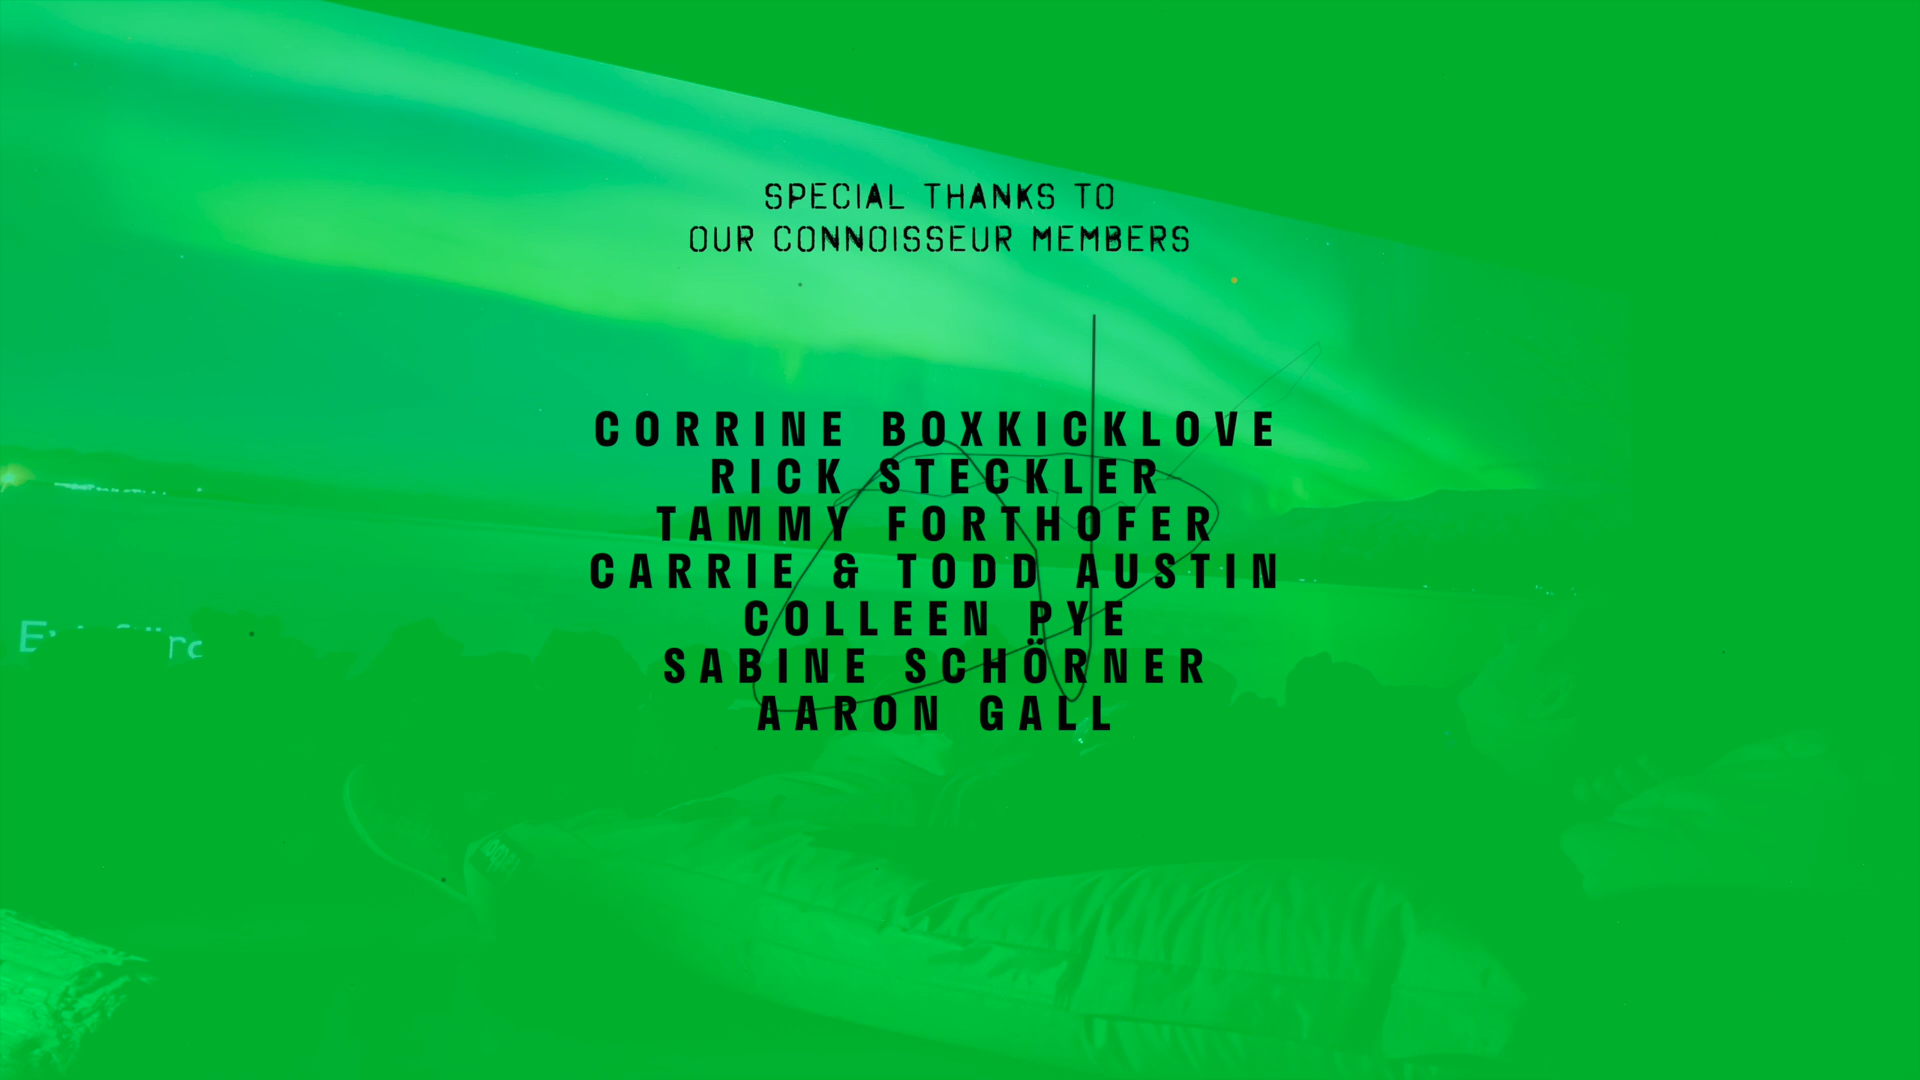 SPECIAL THANKS TO
OUR CONNOISSEUR MEMBERS
CORRINE BOXKICKLOVE
RICK STECKLER
TAMMY FORTHOFER
CARRIE & TODD AUSTIN
COLLEEN PYE
SABINE SCHÖRNER
AARON GALL